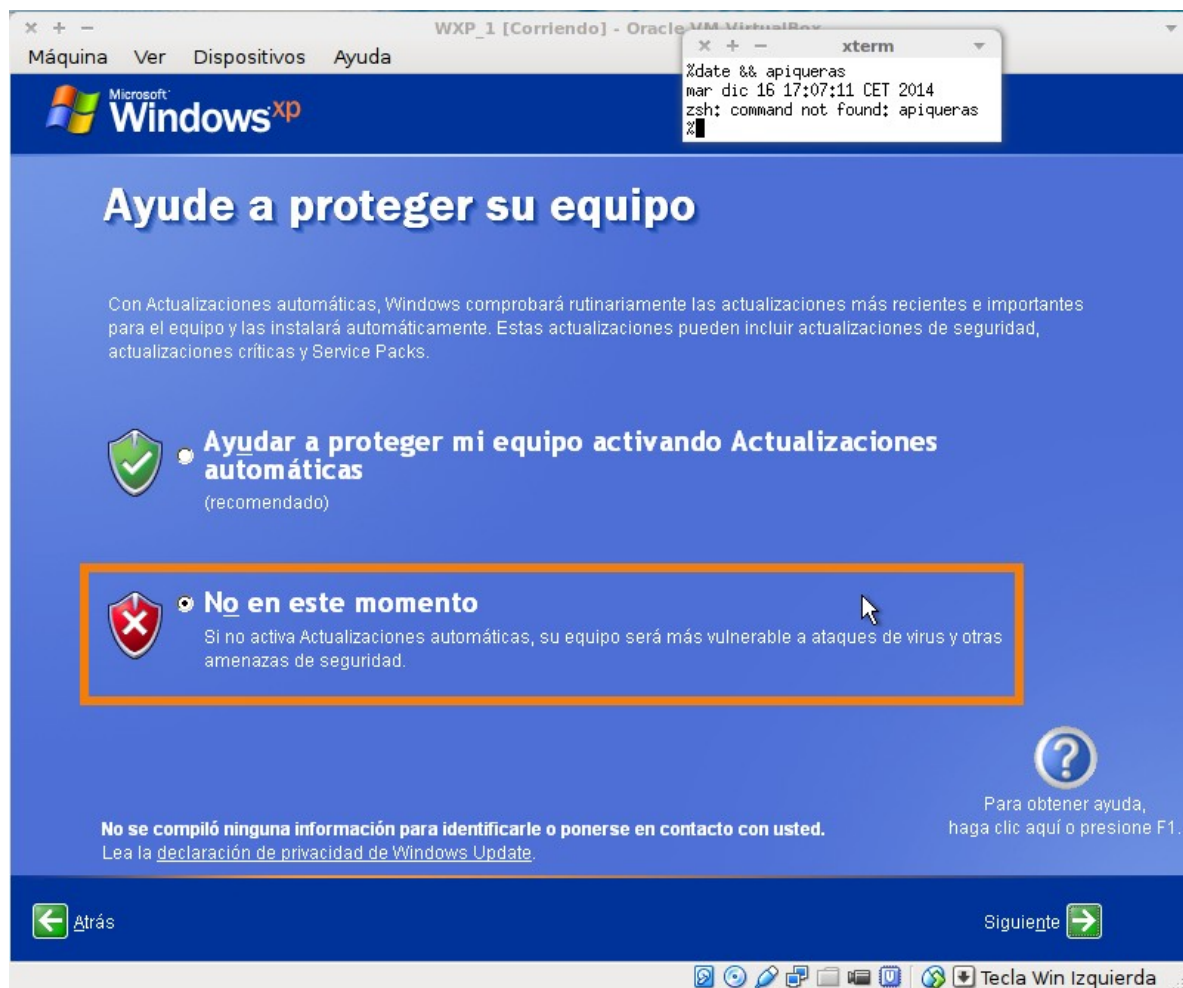 WXP_1 [Corriendo] - Oracle VM VirtualBox
Máquina Ver Dispositivos Ayuda
xterm
%date && apiqueras
mar dic 16 17:07:11 CET 2014
zsh: command not found: apiqueras
%
Microsoft
Windows xp
Ayude a proteger su equipo
Con Actualizaciones automáticas, Windows comprobará rutinariamente las actualizaciones más recientes e importantes
para el equipo y las instalará automáticamente. Estas actualizaciones pueden incluir actualizaciones de seguridad,
actualizaciones críticas y Service Packs.
Ayudar a proteger mi equipo activando Actualizaciones
automáticas
(recomendado)
No en este momento
Si no activa Actualizaciones automáticas, su equipo será más vulnerable a ataques de virus y otras
amenazas de seguridad.
Para obtener ayuda,
haga clic aquí o presione F1.
No se compiló ninguna información para identificarle o ponerse en contacto con usted.
Lea la declaración de privacidad de Windows Update.
Atrás
Siguiente
Tecla Win Izquierda